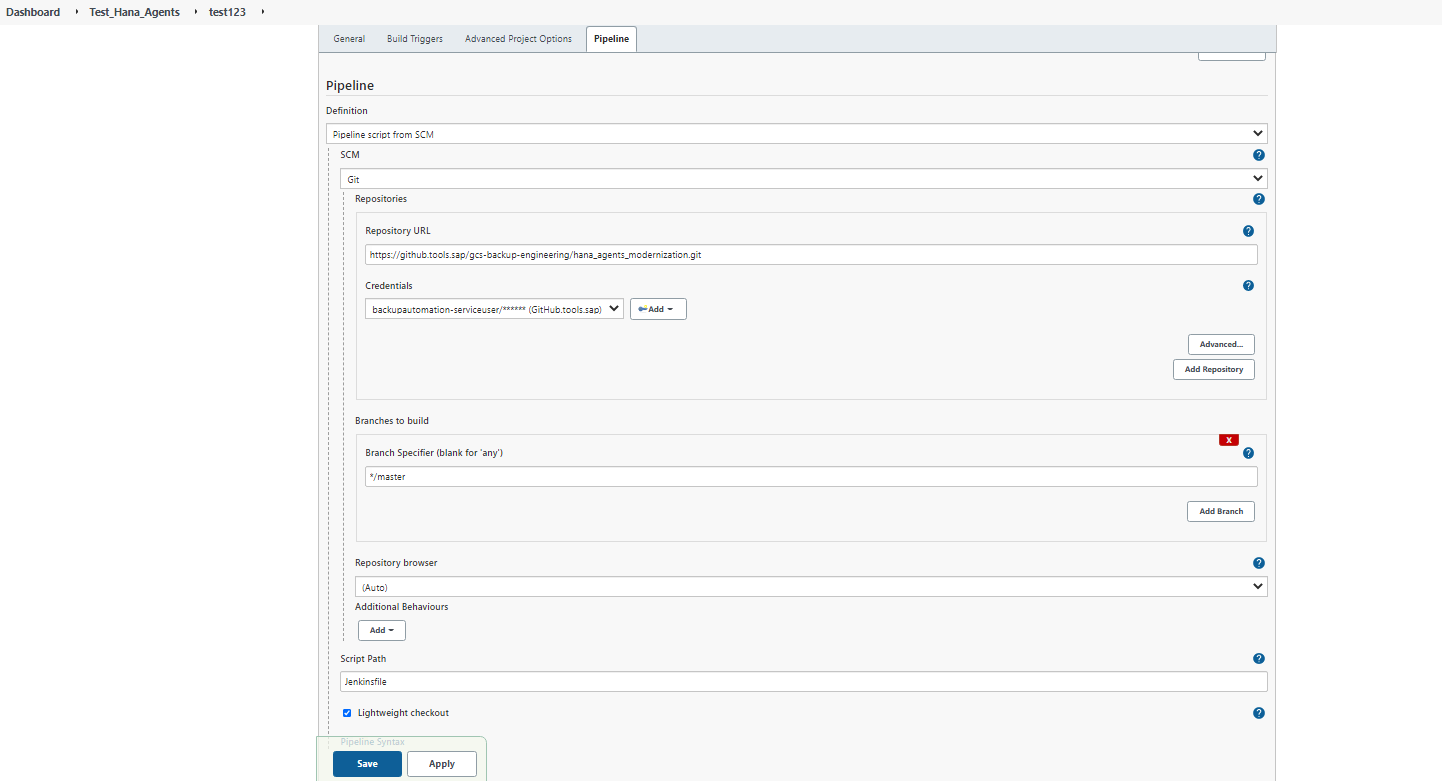 Dashboard Test_Hana_Agents test123
General Build Triggers Advanced Project Options Pipeline
Pipeline
Definition
Pipeline script from SCM
SCM
?
Git
Repositories
?
Repository URL
?
https://github.tools.sap/gcs-backup-engineering/hana_agents_modernization.git
Credentials
?
backupautomation-serviceuser/****** (GitHub.tools.sap)
Add
Advanced...
Add Repository
Branches to build
X
Branch Specifier (blank for 'any')
?
*/master
Add Branch
Repository browser
?
(Auto)
Additional Behaviours
Add
Script Path
?
Jenkinsfile
Lightweight checkout
?
Pipeline Syntax
Save Apply